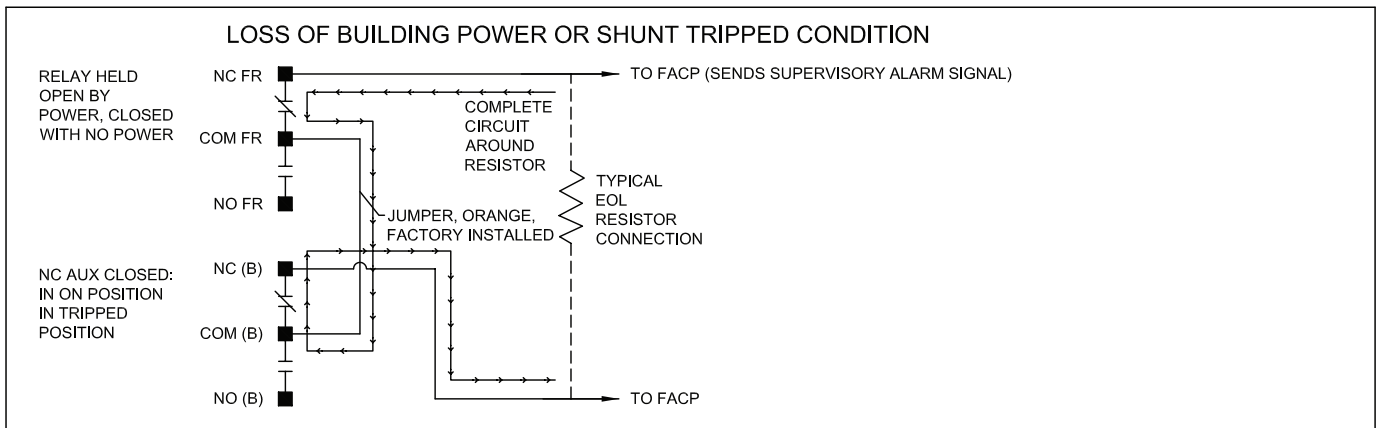 LOSS OF BUILDING POWER OR SHUNT TRIPPED CONDITION
RELAY HELD
OPEN BY
POWER, CLOSED
WITH NO POWER
NC FR
COM FR
NO FR
TO FACP (SENDS SUPERVISORY ALARM SIGNAL)
COMPLETE
CIRCUIT
AROUND
RESISTOR
TYPICAL
EOL
RESISTOR
CONNECTION
JUMPER, ORANGE,
FACTORY INSTALLED
NC AUX CLOSED:
IN ON POSITION
IN TRIPPED
POSITION
NC (B)
COM (B)
NO (B)
TO FACP